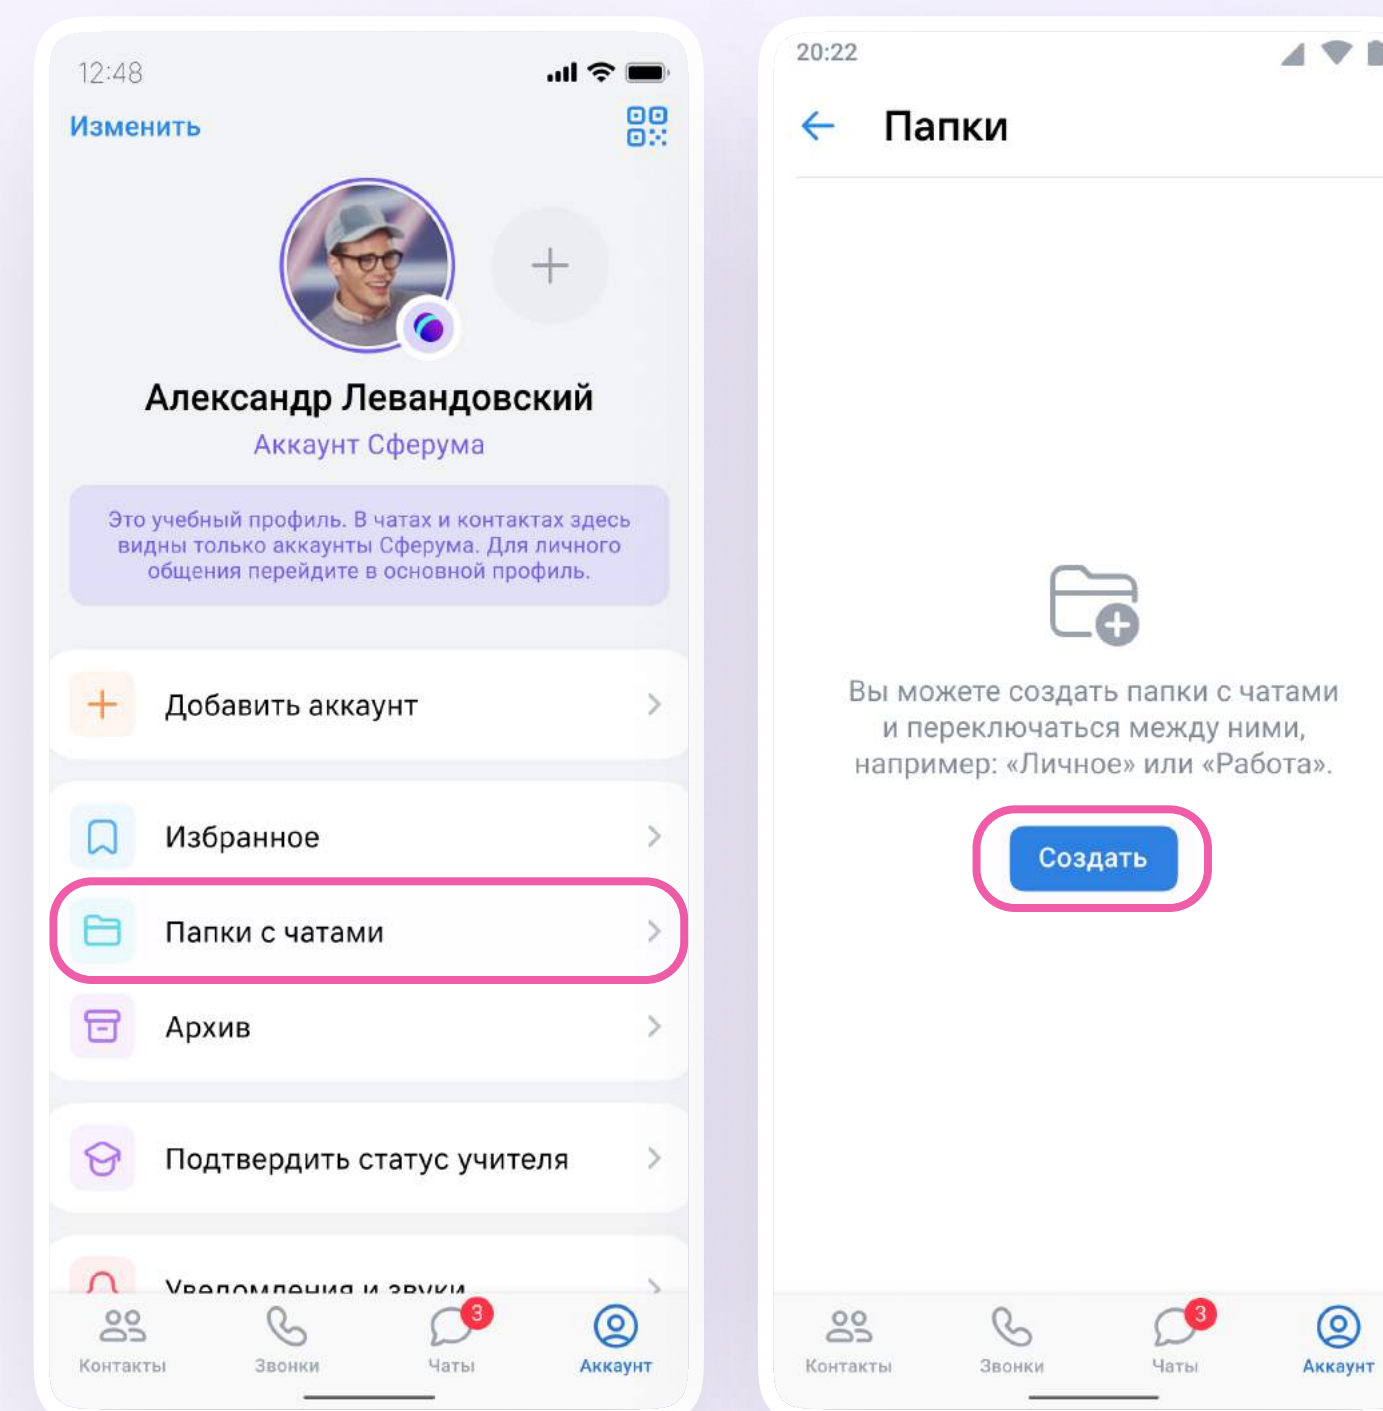 12:48
Изменить
Александр Левандовский
Аккаунт Сферума
Это учебный профиль. В чатах и контактах здесь
видны только аккаунты Сферума. Для личного
общения перейдите в основной профиль.
Добавить аккаунт
Избранное
Папки с чатами
Архив
Подтвердить статус учителя
Уведомления и звуки
3
Контакты
Звонки
Чаты
Аккаунт
20:22
Папки
Вы можете создать папки с чатами
и переключаться между ними,
например: «Личное» или «Работа».
Создать
3
Контакты
Звонки
Чаты
Аккаунт